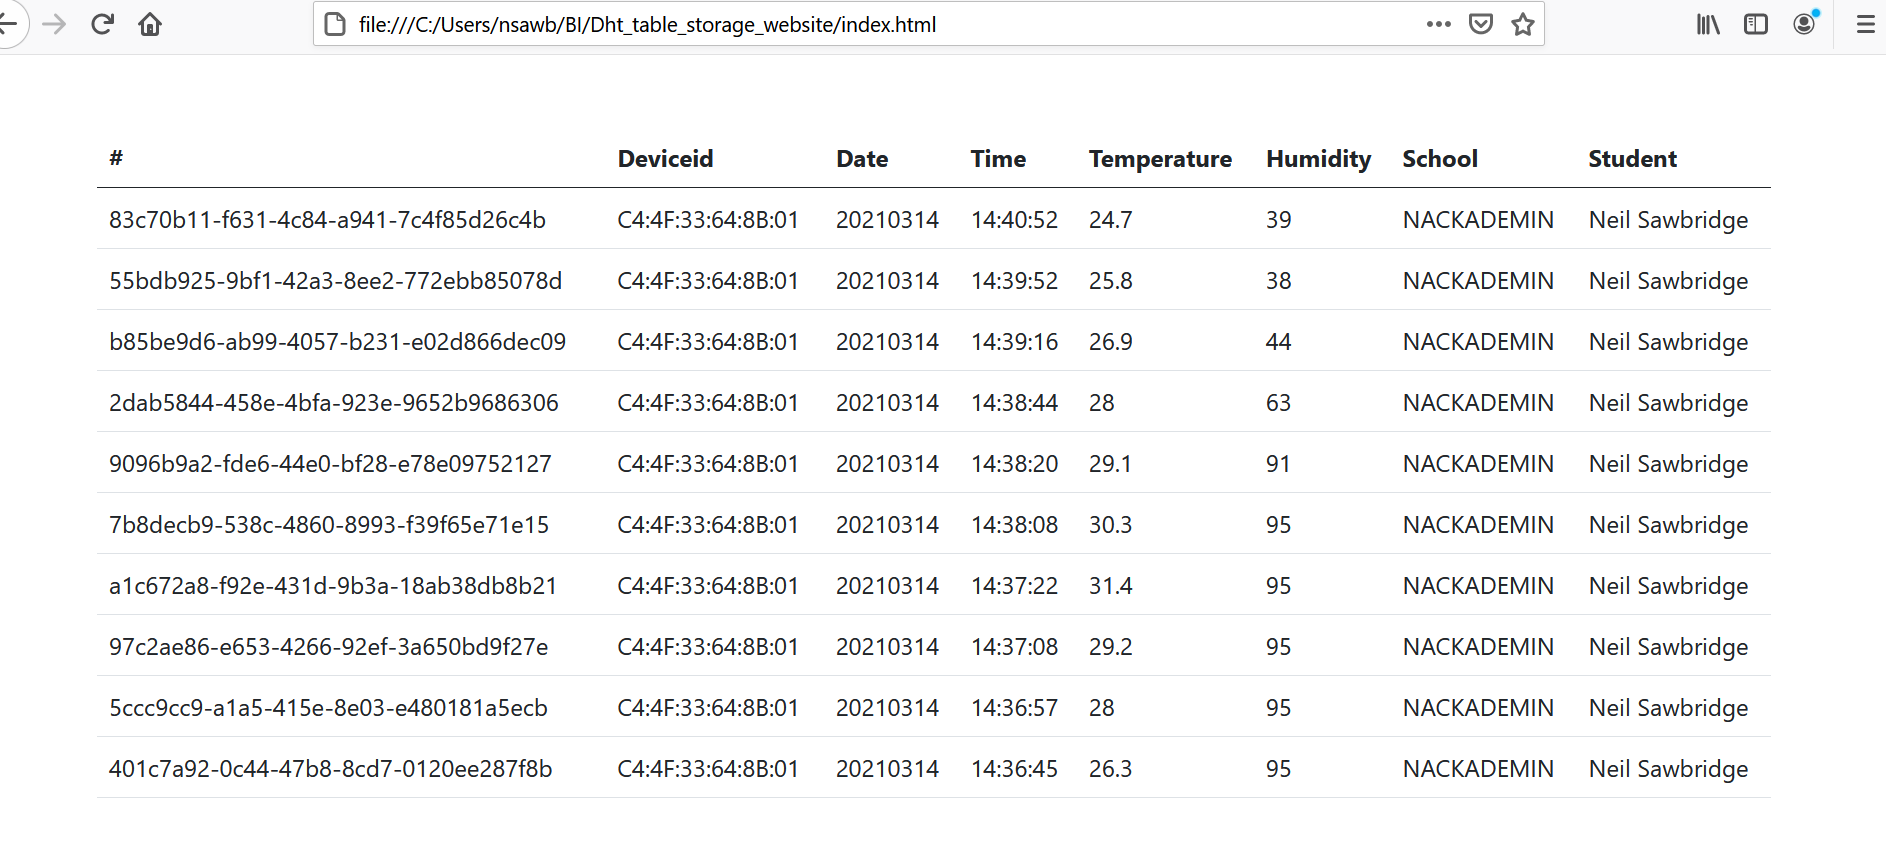 file:///C:/Users/nsawb/BI/Dht_table_storage_website/index.html
# Deviceid Date Time Temperature Humidity School Student
83c70b11-f631-4c84-a941-7c4f85d26c4b C4:4F:33:64:8B:01 20210314 14:40:52 24.7 39 NACKADEMIN Neil Sawbridge
55bdb925-9bf1-42a3-8ee2-772ebb85078d C4:4F:33:64:8B:01 20210314 14:39:52 25.8 38 NACKADEMIN Neil Sawbridge
b85be9d6-ab99-4057-b231-e02d866dec09 C4:4F:33:64:8B:01 20210314 14:39:16 26.9 44 NACKADEMIN Neil Sawbridge
2dab5844-458e-4bfa-923e-9652b9686306 C4:4F:33:64:8B:01 20210314 14:38:44 28 63 NACKADEMIN Neil Sawbridge
9096b9a2-fde6-44e0-bf28-e78e09752127 C4:4F:33:64:8B:01 20210314 14:38:20 29.1 91 NACKADEMIN Neil Sawbridge
7b8decb9-538c-4860-8993-f39f65e71e15 C4:4F:33:64:8B:01 20210314 14:38:08 30.3 95 NACKADEMIN Neil Sawbridge
a1c672a8-f92e-431d-9b3a-18ab38db8b21 C4:4F:33:64:8B:01 20210314 14:37:22 31.4 95 NACKADEMIN Neil Sawbridge
97c2ae86-e653-4266-92ef-3a650bd9f27e C4:4F:33:64:8B:01 20210314 14:37:08 29.2 95 NACKADEMIN Neil Sawbridge
5ccc9cc9-a1a5-415e-8e03-e480181a5ecb C4:4F:33:64:8B:01 20210314 14:36:57 28 95 NACKADEMIN Neil Sawbridge
401c7a92-0c44-47b8-8cd7-0120ee287f8b C4:4F:33:64:8B:01 20210314 14:36:45 26.3 95 NACKADEMIN Neil Sawbridge